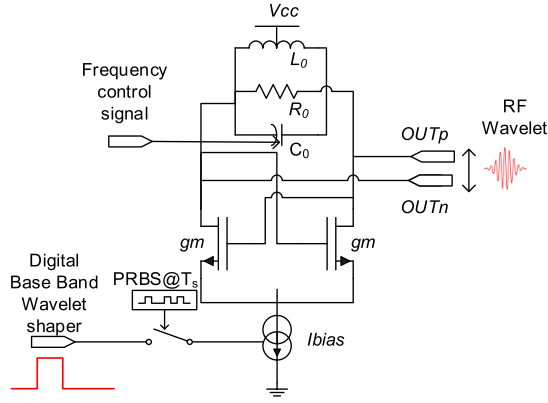 Vcc
L0
Frequency
control
signal
R0
C0
RF
Wavelet
OUTp
OUTn
gm
gm
Digital
Base Band
Wavelet
shaper
PRBS@Ts
Ibias